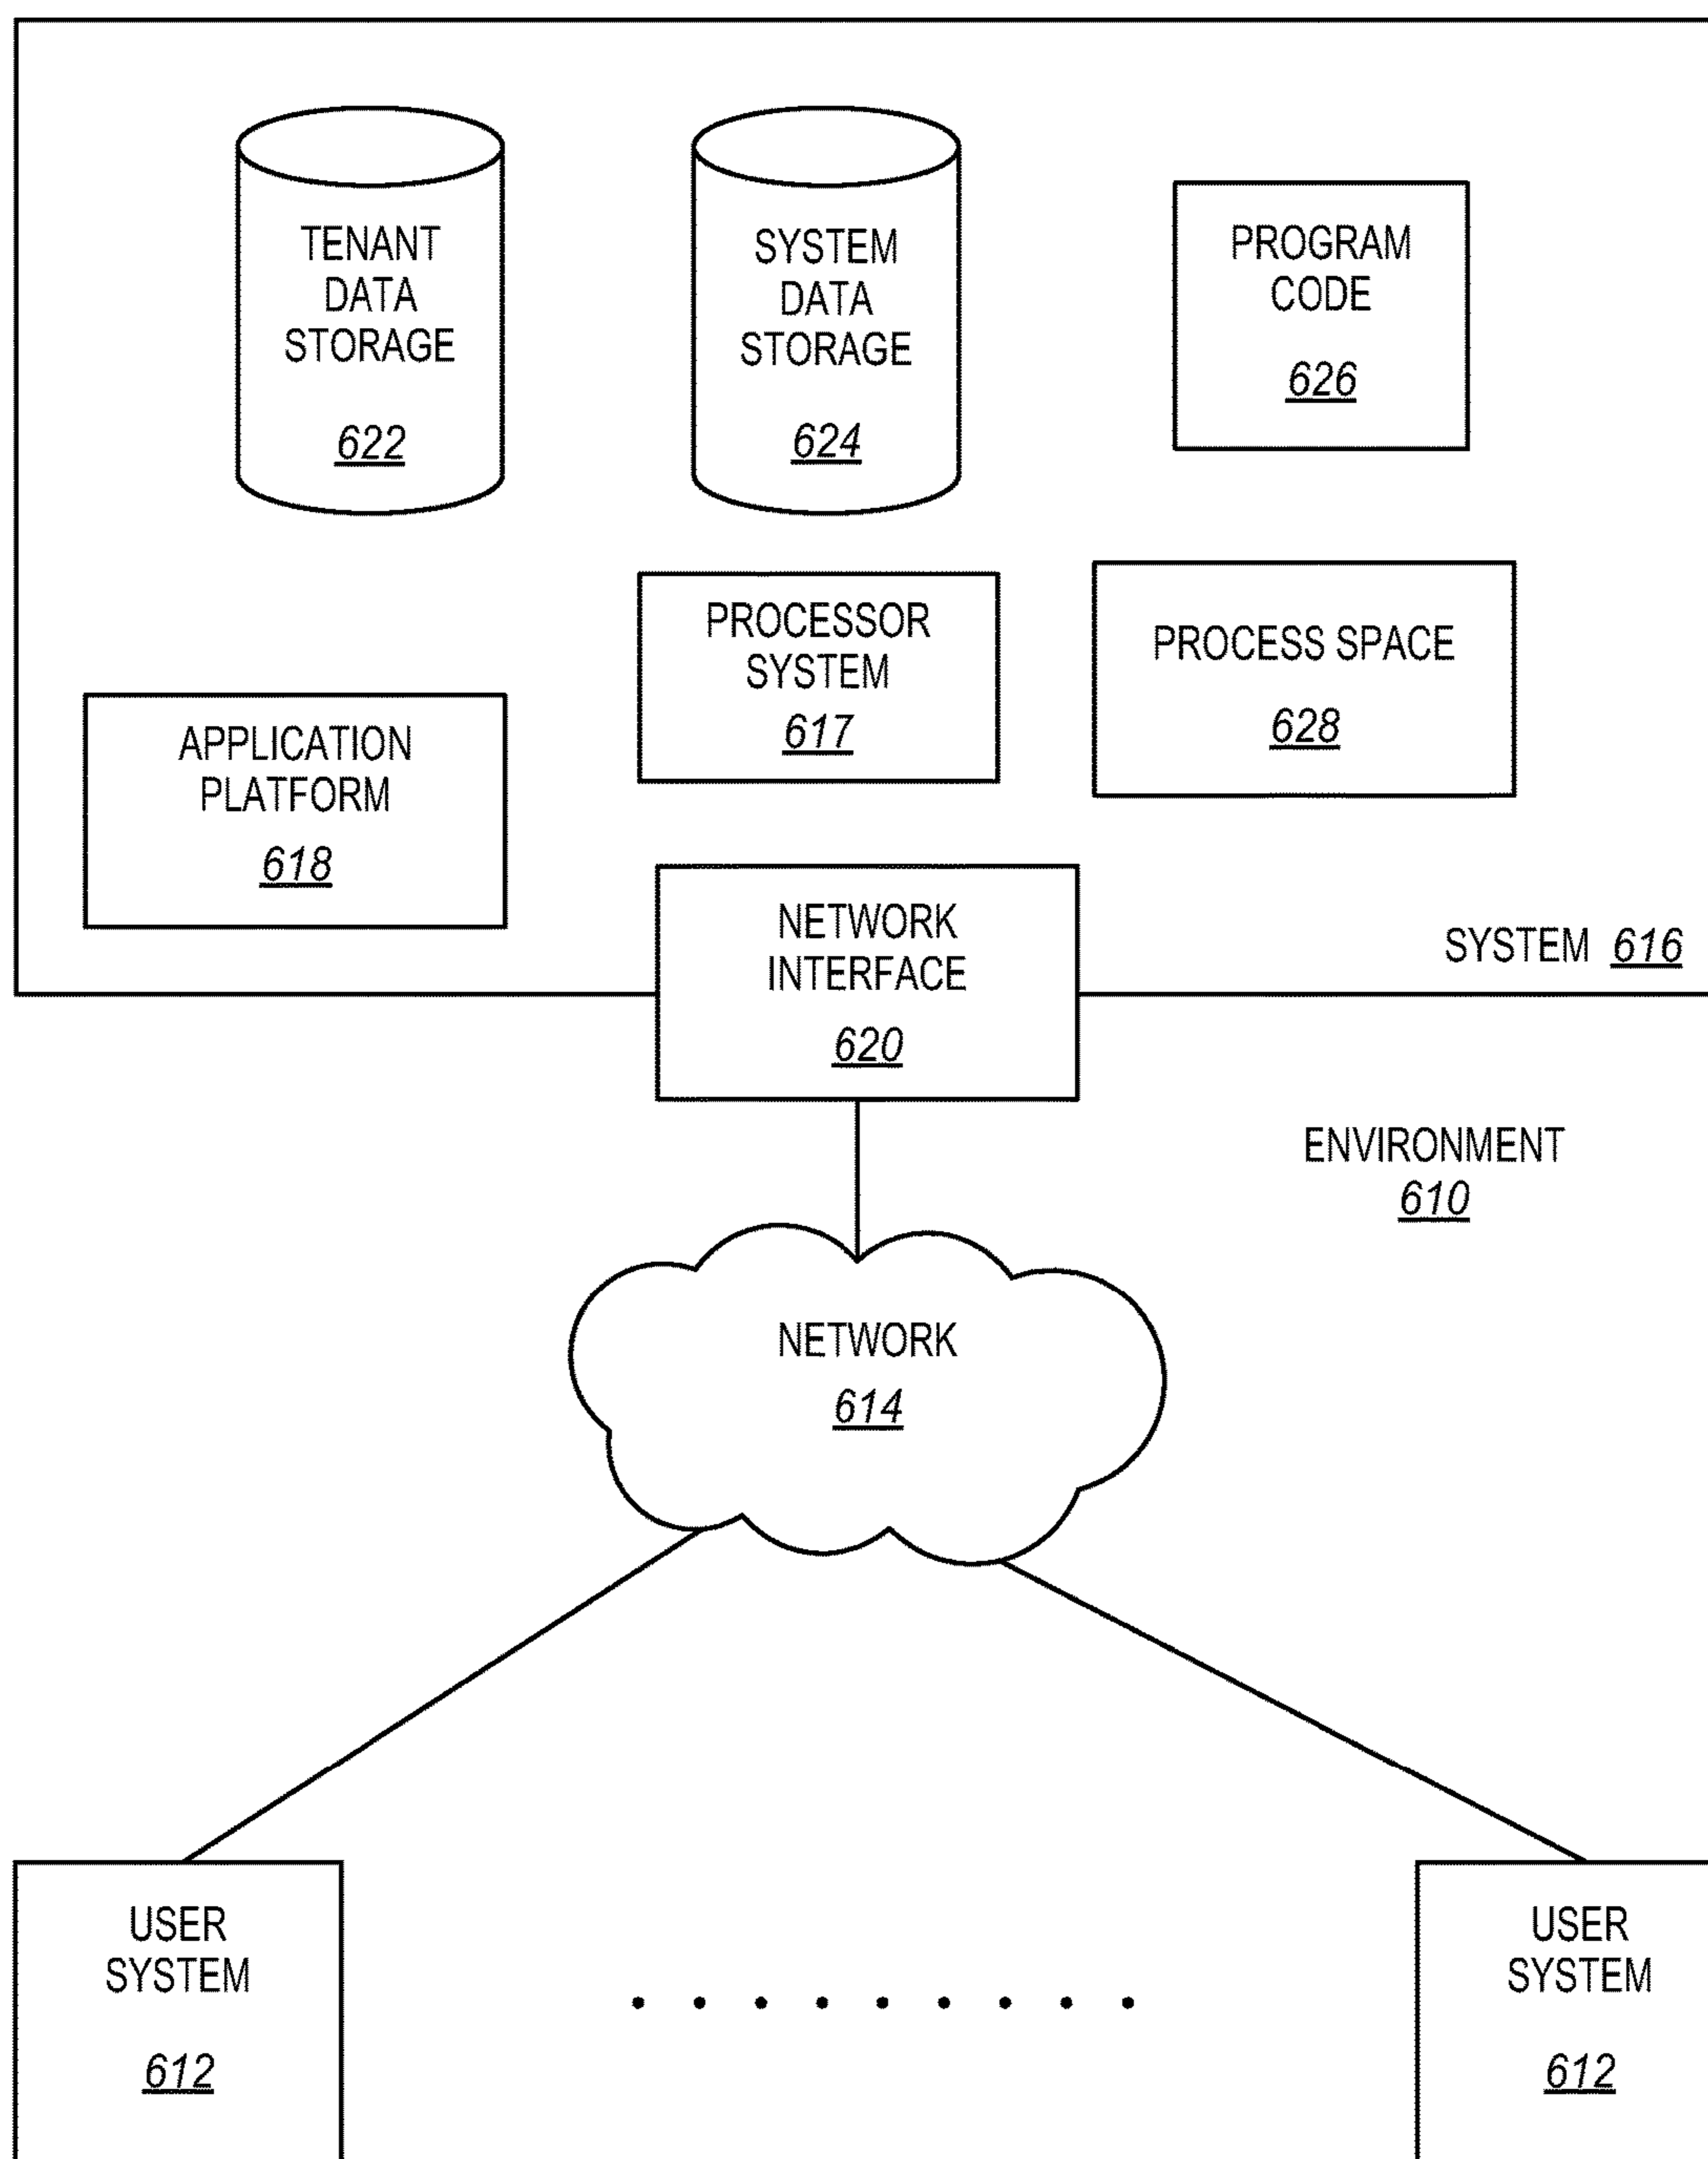 TENANT
DATA
STORAGE
622
SYSTEM
DATA
STORAGE
624
PROGRAM
CODE
626
PROCESSOR
SYSTEM
617
PROCESS SPACE
628
APPLICATION
PLATFORM
618
NETWORK
INTERFACE
620
SYSTEM 616
ENVIRONMENT
610
NETWORK
614
USER
SYSTEM
612
USER
SYSTEM
612